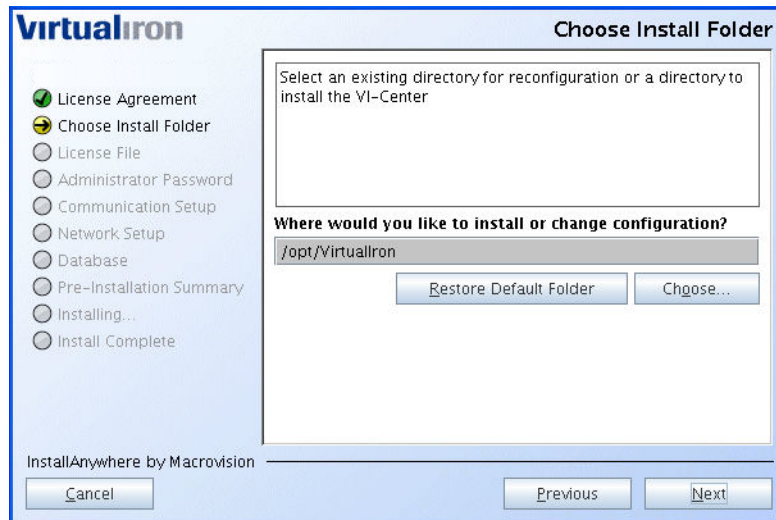 Virtualiron
Choose Install Folder
License Agreement
Choose Install Folder
License File
Administrator Password
Communication Setup
Network Setup
Database
Pre-Installation Summary
Installing...
Install Complete
Select an existing directory for reconfiguration or a directory to
install the VI-Center
Where would you like to install or change configuration?
/opt/VirtualIron
Restore Default Folder
Choose...
InstallAnywhere by Macrovision
Cancel
Previous
Next